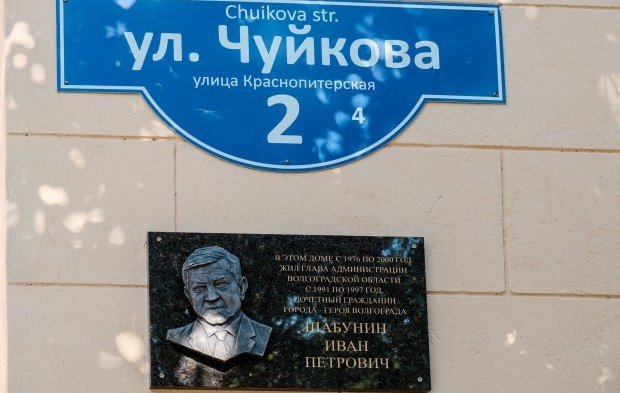 Chuikova str.
ул. Чуйкова
улица Краснопитерская
2 4
В ЭТОМ ДОМЕ С 1976 ПО 2000 ГОД
ЖИЛ ГЛАВА АДМИНИСТРАЦИИ
ВОЛГОГРАДСКОЙ ОБЛАСТИ
С 1991 ПО 1997 ГОД,
ПОЧЕТНЫЙ ГРАЖДАНИН
ГОРОДА - ГЕРОЯ ВОЛГОГРАДА
ШАБУНИН
ИВАН
ПЕТРОВИЧ